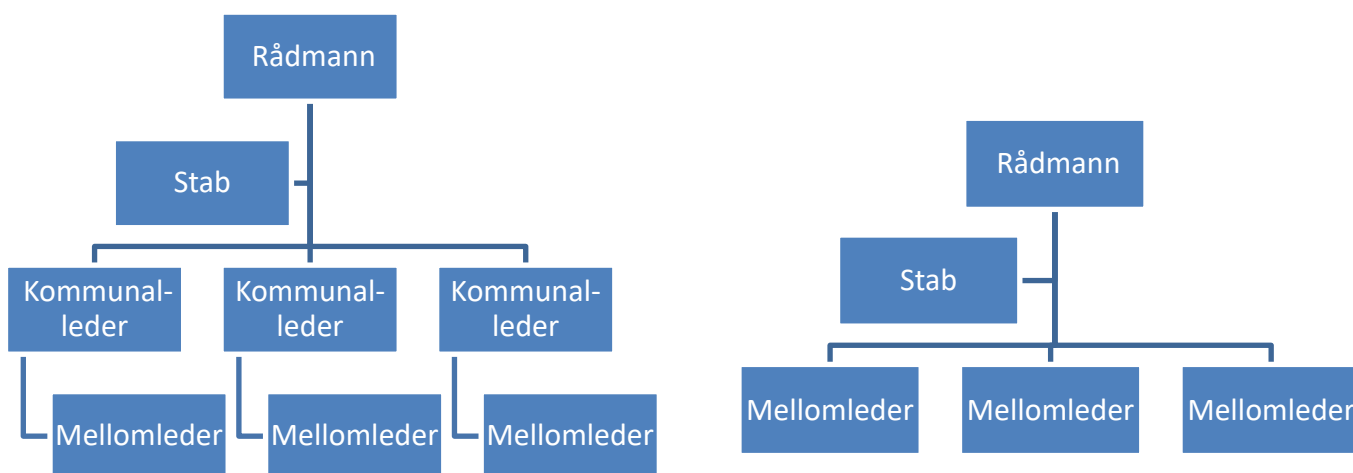 Rådmann
Stab
Kommunal-
leder
Kommunal-
leder
Kommunal-
leder
Mellomleder
Mellomleder
Mellomleder
Rådmann
Stab
Mellomleder
Mellomleder
Mellomleder